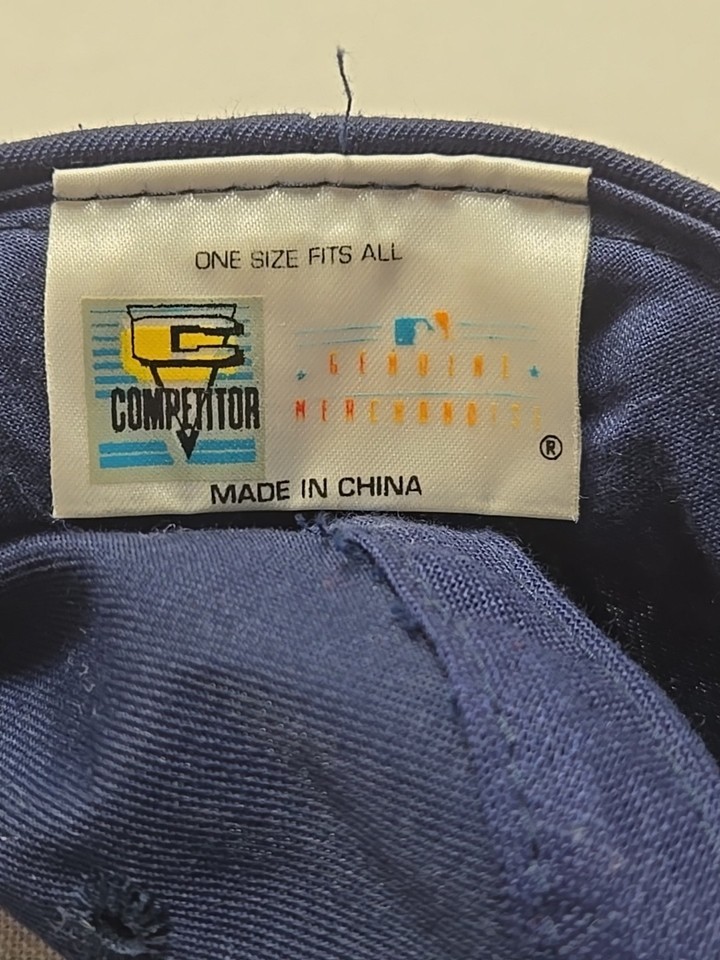 ONE SIZE FITS ALL
COMPETITOR
GENUINE
MERCHANDISE
®
MADE IN CHINA